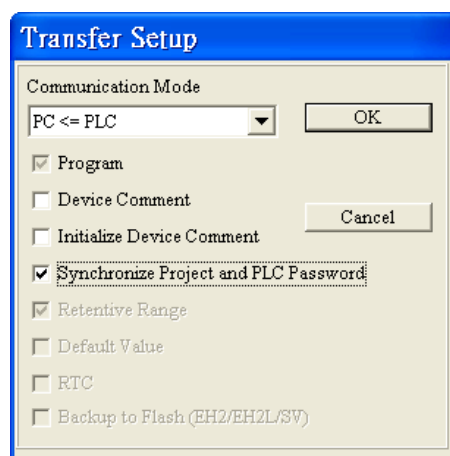 Transfer Setup
Communication Mode
PC <= PLC
OK
Program
Device Comment
Cancel
Initialize Device Comment
Synchronize Project and PLC Password
Retentive Range
Default Value
RTC
Backup to Flash (EH2/EH2L/SV)